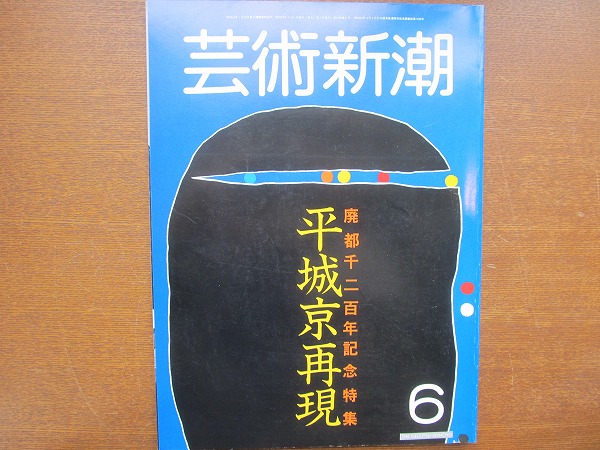 芸術新潮
廃都千二百年記念特集
平城京再現
6